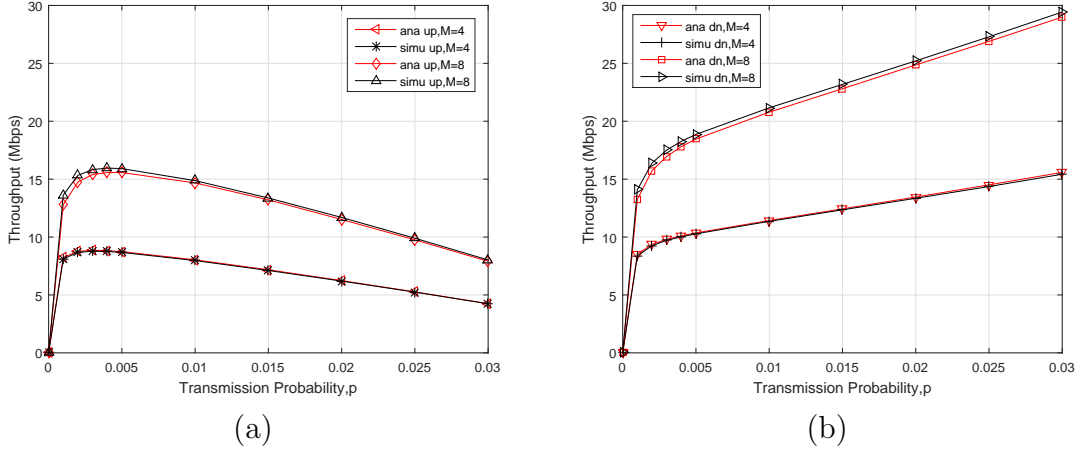 30
25
20
15
10
5
0
Throughput (Mbps)
0
0.005
0.01
0.015
0.02
0.025
0.03
Transmission Probability,p
ana up,M=4
simu up,M=4
ana up,M=8
simu up,M=8
(a)
30
25
20
15
10
5
0
Throughput (Mbps)
0
0.005
0.01
0.015
0.02
0.025
0.03
Transmission Probability,p
ana dn,M=4
simu dn,M=4
ana dn,M=8
simu dn,M=8
(b)